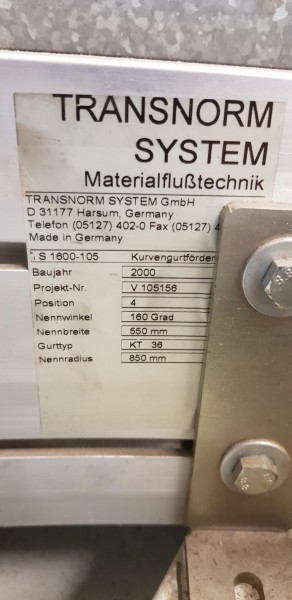 TRANSNORM
SYSTEM
Materialflußtechnik
TRANSNORM SYSTEM GmbH
D 31177 Harsum, Germany
Telefon (05127) 402-0 Fax (05127) 4
Made in Germany
S 1600-105 Kurvengurtförde
Baujahr 2000
Projekt-Nr. V 105156
Position 4
Nennwinkel 160 Grad
Nennbreite 550 mm
Gurttyp KT 36
Nennradius 850 mm